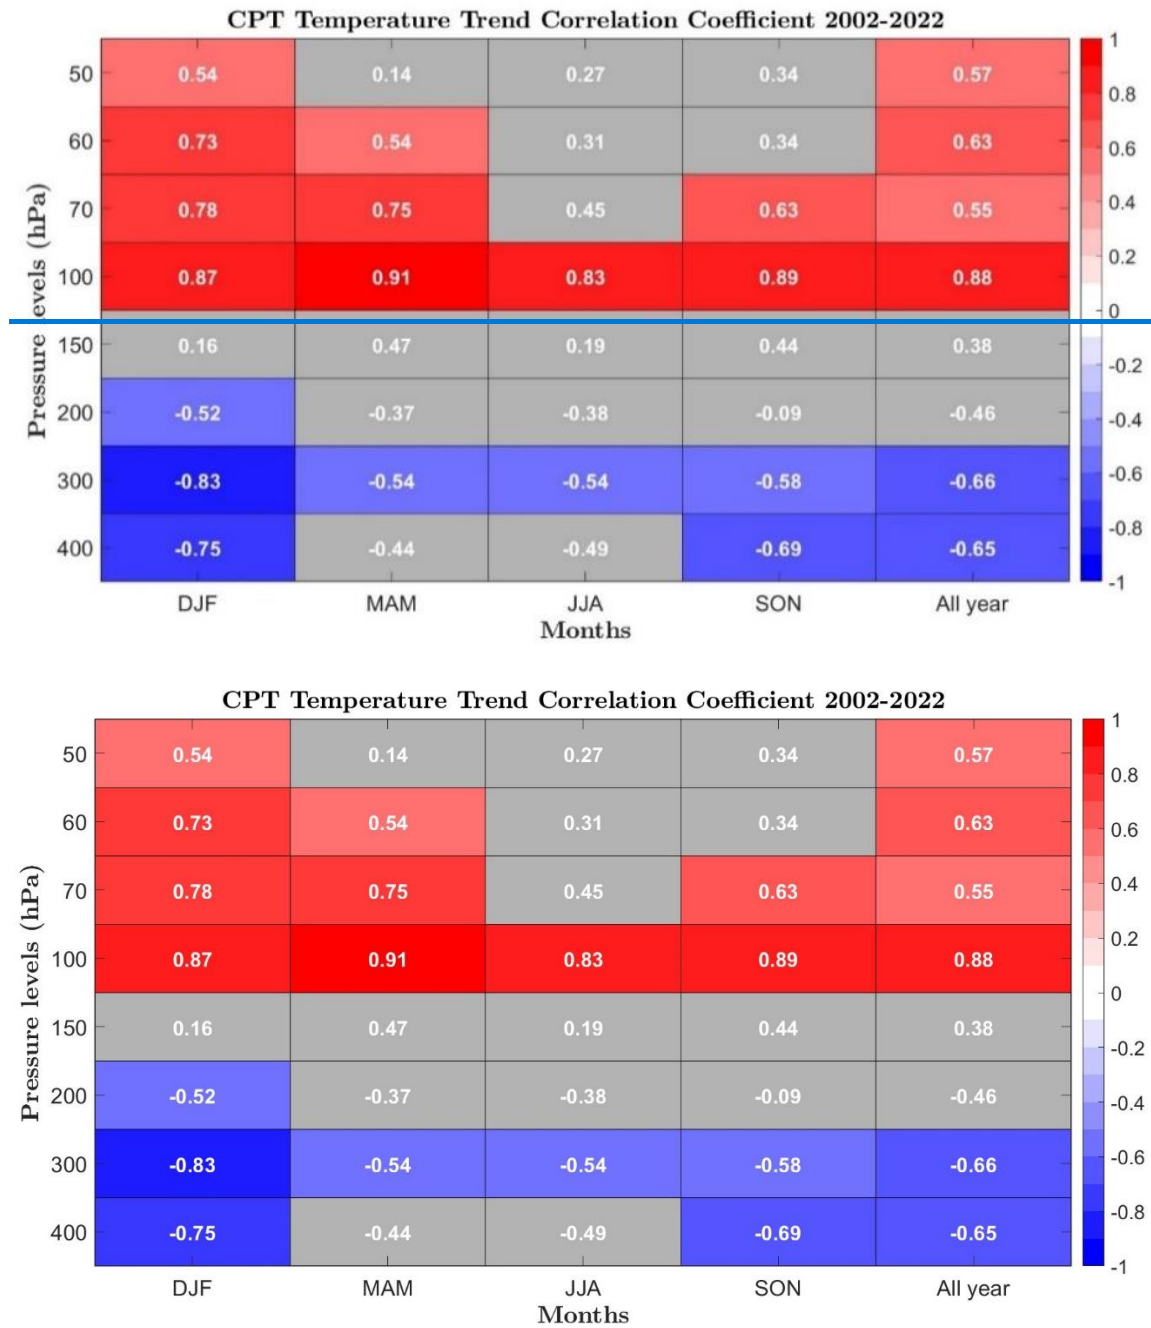 CPT Temperature Trend Correlation Coefficient 2002-2022
50 0.54 0.14 0.27 0.34 0.57
60 0.73 0.54 0.31 0.34 0.63
70 0.78 0.75 0.45 0.63 0.55
100 0.87 0.91 0.83 0.89 0.88
150 0.16 0.47 0.19 0.44 0.38
200 -0.52 -0.37 -0.38 -0.09 -0.46
300 -0.83 -0.54 -0.54 -0.58 -0.66
400 -0.75 -0.44 -0.49 -0.69 -0.65
DJF MAM JJA SON All year
Months
Pressure levels (hPa)
1
0.8
0.6
0.4
0.2
0
-0.2
-0.4
-0.6
-0.8
-1
CPT Temperature Trend Correlation Coefficient 2002-2022
50 0.54 0.14 0.27 0.34 0.57
60 0.73 0.54 0.31 0.34 0.63
70 0.78 0.75 0.45 0.63 0.55
100 0.87 0.91 0.83 0.89 0.88
150 0.16 0.47 0.19 0.44 0.38
200 -0.52 -0.37 -0.38 -0.09 -0.46
300 -0.83 -0.54 -0.54 -0.58 -0.66
400 -0.75 -0.44 -0.49 -0.69 -0.65
DJF MAM JJA SON All year
Months
Pressure levels (hPa)
1
0.8
0.6
0.4
0.2
0
-0.2
-0.4
-0.6
-0.8
-1